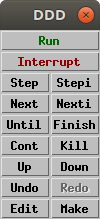 DDD
Run
Interrupt
Step Stepi
Next Nexti
Until Finish
Cont Kill
Up Down
Undo Redo
Edit Make